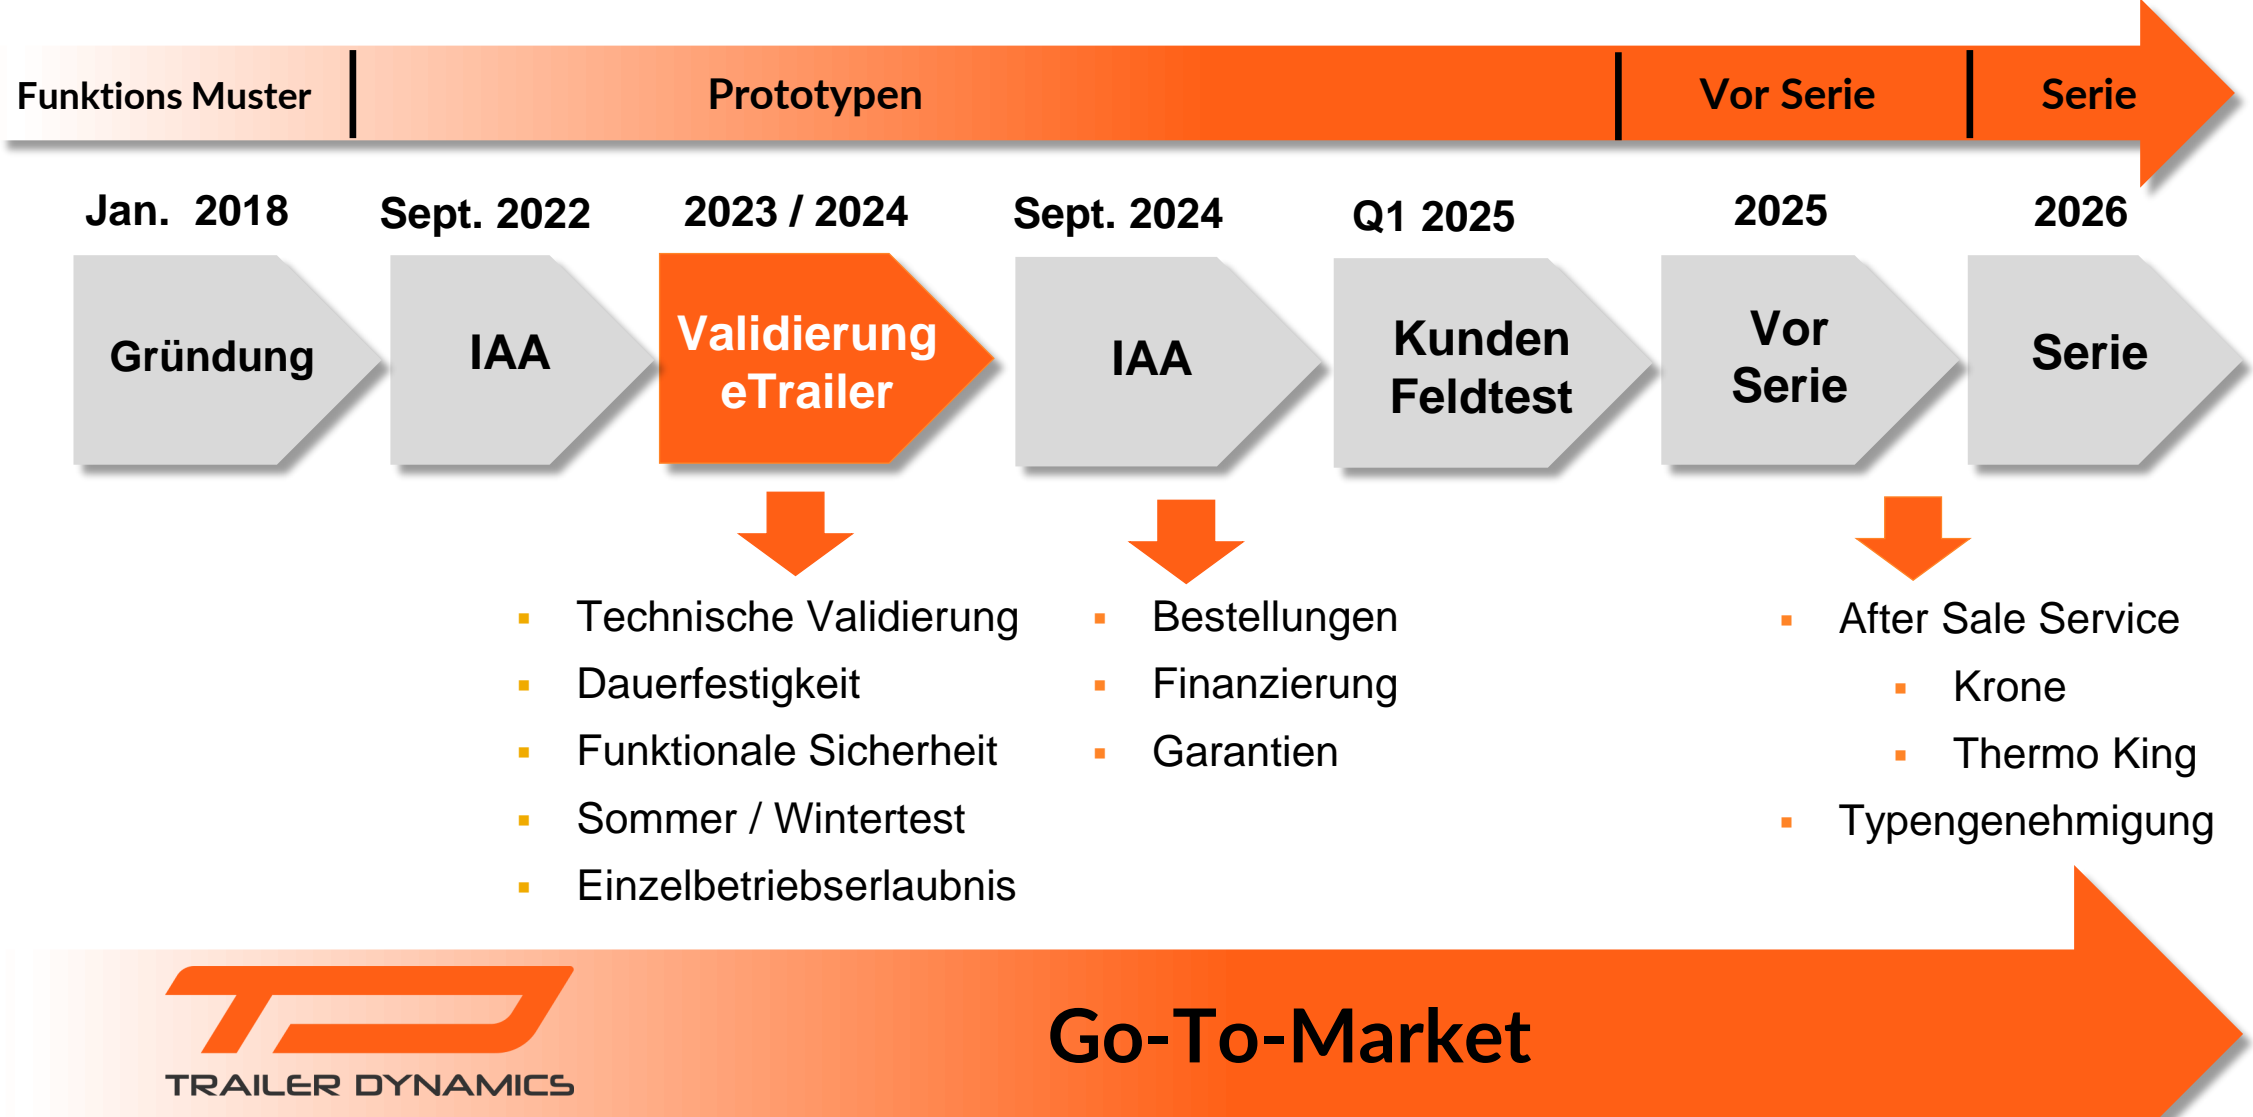 Funktions Muster
Prototypen
Vor Serie
Serie
Jan. 2018
Sept. 2022
2023 / 2024
Sept. 2024
Q1 2025
2025
2026
Gründung
IAA
Validierung
eTrailer
IAA
Kunden
Feldtest
Vor
Serie
Serie
Technische Validierung
Dauerfestigkeit
Funktionale Sicherheit
Sommer / Wintertest
Einzelbetriebserlaubnis
Bestellungen
Finanzierung
Garantien
After Sale Service
Krone
Thermo King
Typengenehmigung
TRAILER DYNAMICS
Go-To-Market